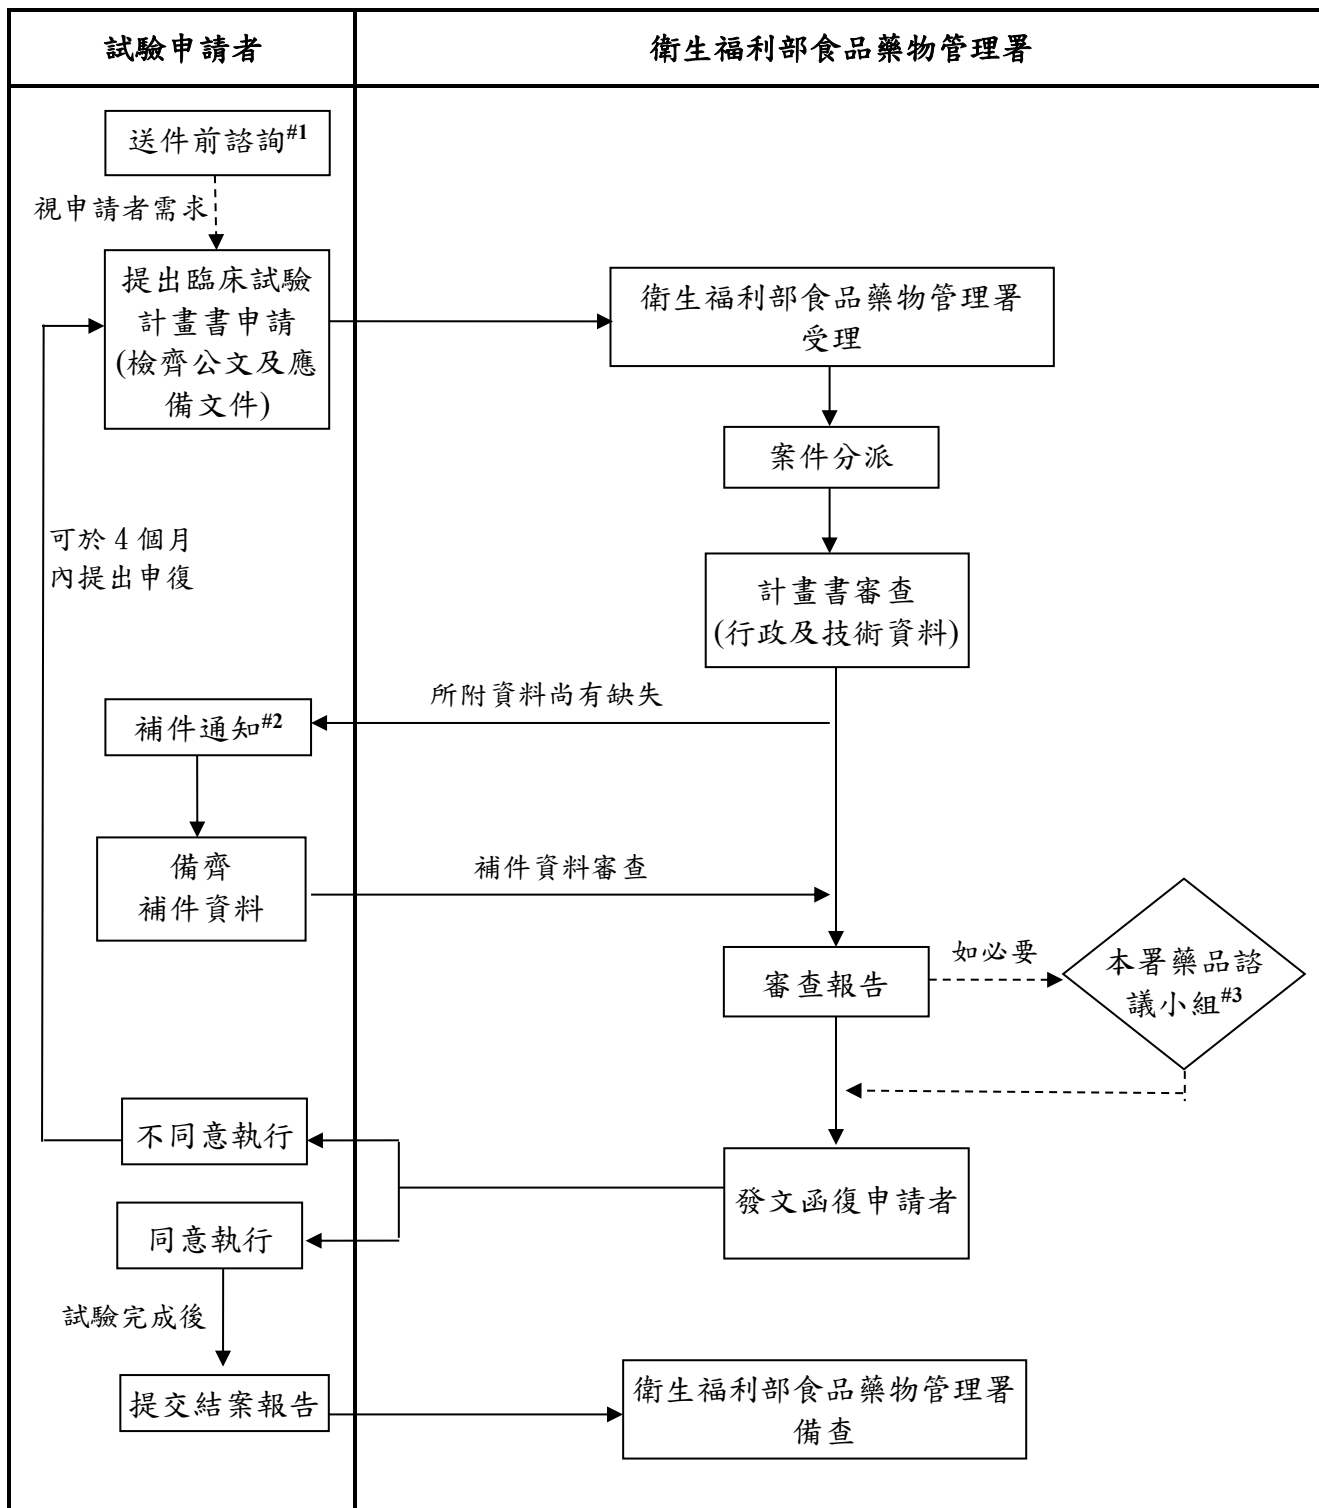 試驗申請者
衛生福利部食品藥物管理署
送件前諮詢#1
視申請者需求
提出臨床試驗
計畫書申請
(檢齊公文及應
備文件)
衛生福利部食品藥物管理署
受理
案件分派
可於 4 個月
內提出申復
計畫書審查
(行政及技術資料)
所附資料尚有缺失
補件通知#2
備齊
補件資料
補件資料審查
審查報告
如必要
本署藥品諮
議小組#3
不同意執行
發文函復申請者
同意執行
試驗完成後
提交結案報告
衛生福利部食品藥物管理署
備查